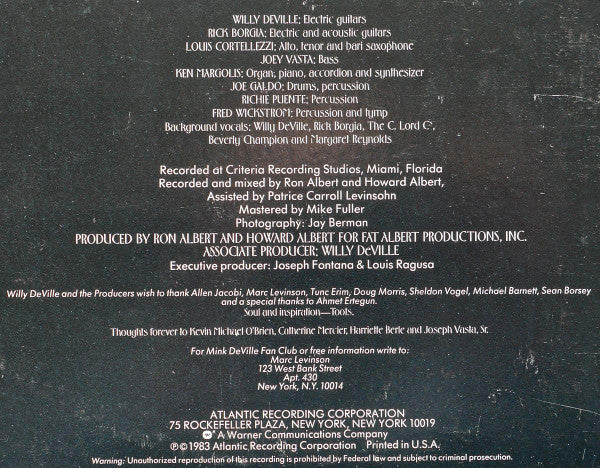 WILLY DEVILLE; Electric guitars
RICK BORGIA; Electric and acoustic guitars
LOUIS CORTELLEZZI; Alto, tenor and bari saxophone
JOEY VASTA; Bass
KEN MARGOLIS; Organ, piano, accordion and synthesizer
JOE GALDO; Drums, percussion
RICHIE PUENTE; Percussion
FRED WICKSTROM; Percussion and tymp
Background vocals: Willy DeVille, Rick Borgia, The C. Lord C.,
Beverly Champion and Margaret Reynolds
Recorded at Criteria Recording Studios, Miami, Florida
Recorded and mixed by Ron Albert and Howard Albert,
Assisted by Patrice Carroll Levinsohn
Mastered by Mike Fuller
Photography: Jay Berman
PRODUCED BY RON ALBERT AND HOWARD ALBERT FOR FAT ALBERT PRODUCTIONS, INC.
ASSOCIATE PRODUCER; WILLY DeVILLE
Executive producer: Joseph Fontana & Louis Ragusa
Willy DeVille and the Producers wish to thank Allen Jacobi, Marc Levinson, Tunc Erim, Doug Morris, Sheldon Vogel, Michael Barnett, Sean Borsey
and a special thanks to Ahmet Ertegun.
Soul and inspiration—Toots.
Thoughts forever to Kevin Michael O'Brien, Catherine Mercier, Harriette Berle and Joseph Vasta, Sr.
For Mink DeVille Fan Club or free information write to:
Marc Levinson
123 West Bank Street
Apt. 430
New York, N.Y. 10014
ATLANTIC RECORDING CORPORATION
75 ROCKEFELLER PLAZA, NEW YORK, NEW YORK 10019
® A Warner Communications Company
℗©1983 Atlantic Recording Corporation Printed in U.S.A.
Warning: Unauthorized reproduction of this recording is prohibited by Federal law and subject to criminal prosecution.